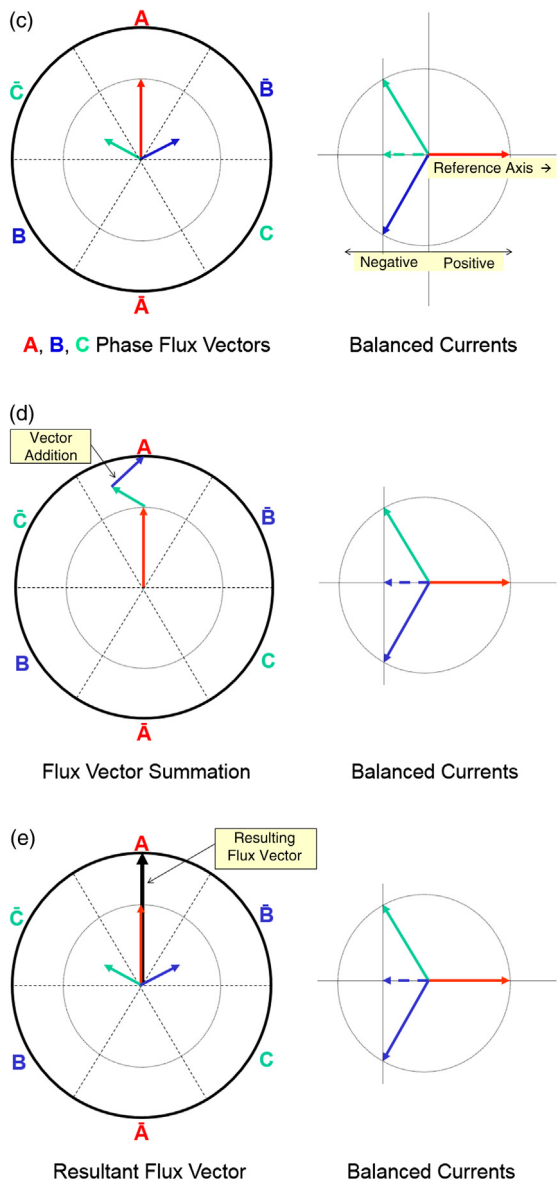 (c)
A
C̄
B̄
B
C
Ā
A, B, C Phase Flux Vectors
Reference Axis →
Negative
Positive
Balanced Currents
(d)
Vector
Addition
A
C̄
B̄
B
C
Ā
Flux Vector Summation
Balanced Currents
(e)
A
Resulting
Flux Vector
C̄
B̄
B
C
Ā
Resultant Flux Vector
Balanced Currents